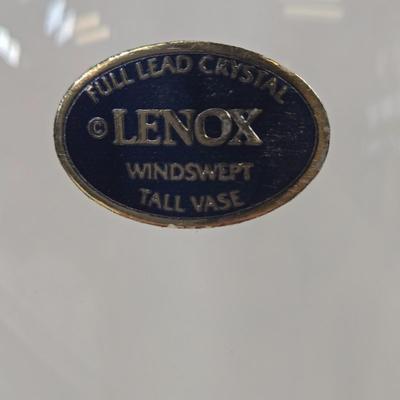 FULL LEAD CRYSTAL
© LENOX
WINDSWEPT
TALL VASE